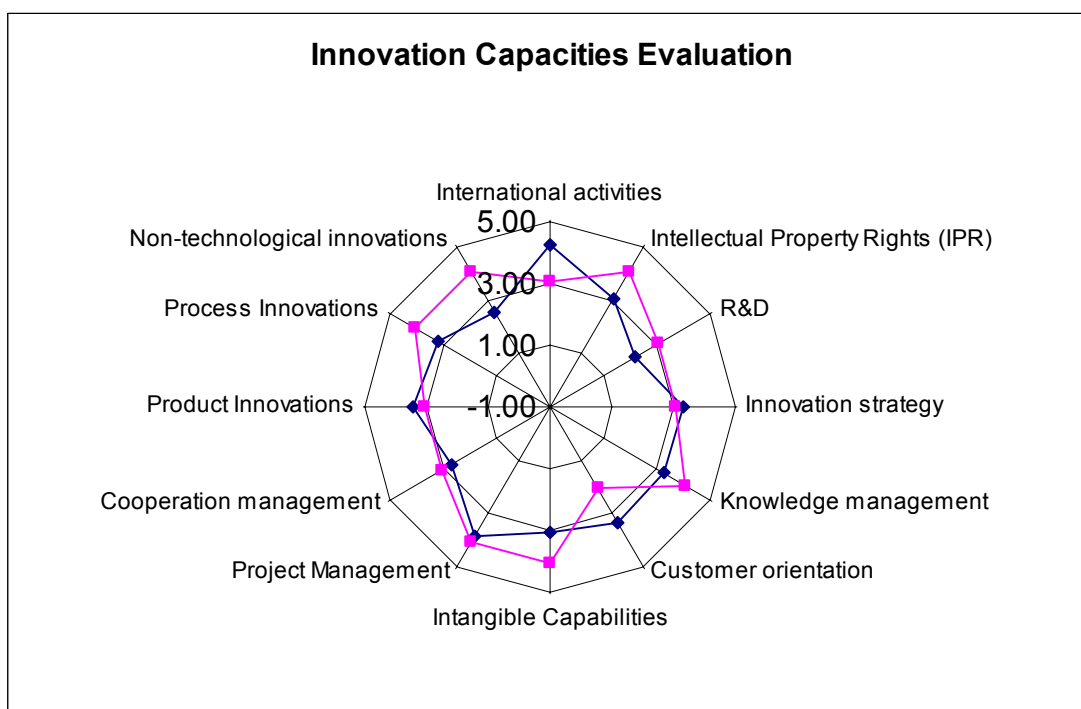 Innovation Capacities Evaluation
International activities
5.00
Non-technological innovations
Intellectual Property Rights (IPR)
3.00
Process Innovations
R&D
1.00
Product Innovations
-1.00
Innovation strategy
Cooperation management
Knowledge management
Project Management
Customer orientation
Intangible Capabilities